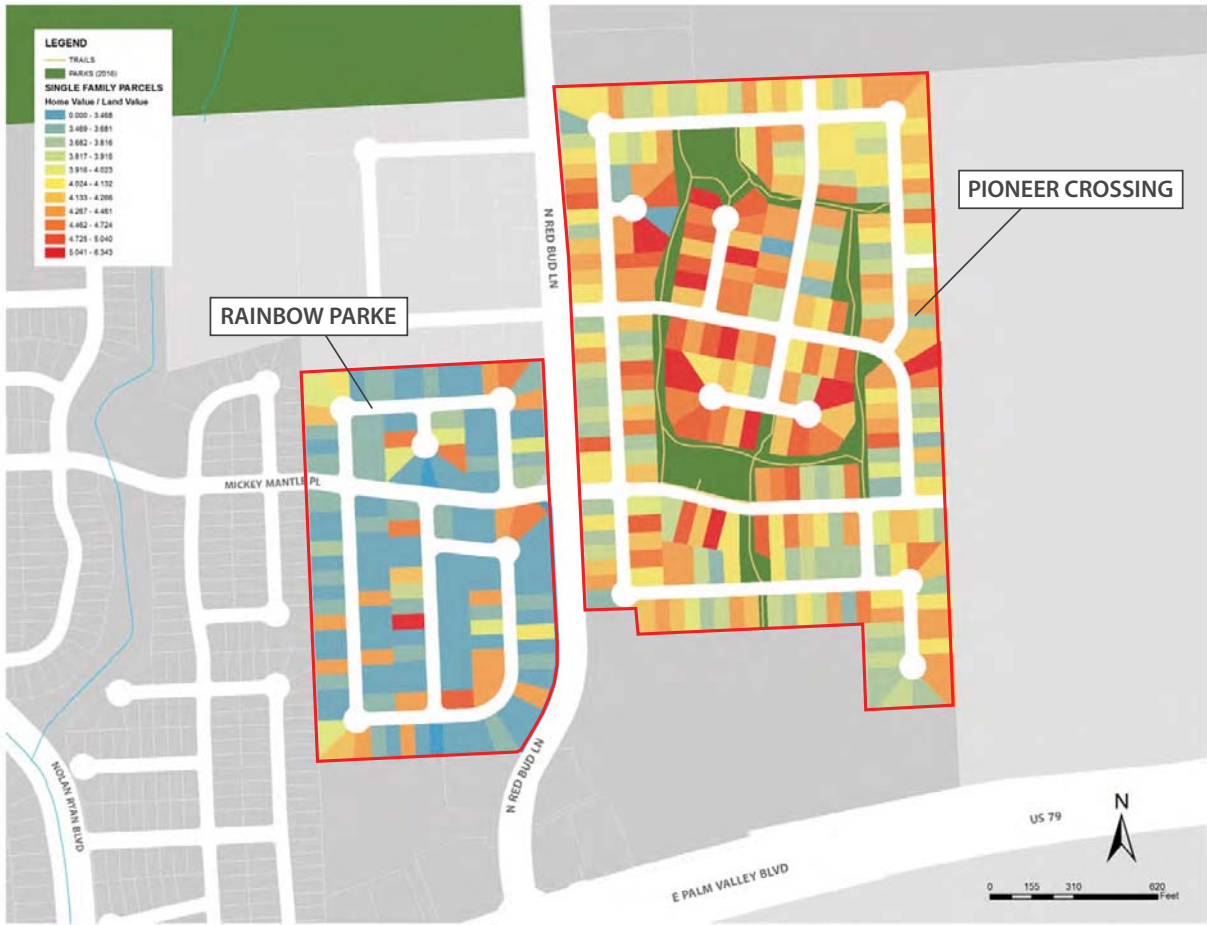 LEGEND
TRAILS
PARKS (2016)
SINGLE FAMILY PARCELS
Home Value / Land Value
0.000 - 3.468
3.469 - 3.681
3.682 - 3.816
3.817 - 3.915
3.916 - 4.023
4.024 - 4.132
4.133 - 4.266
4.267 - 4.461
4.462 - 4.724
4.725 - 5.040
5.041 - 6.343
PIONEER CROSSING
N RED BUD LN
RAINBOW PARKE
MICKEY MANTLE PL
NOLAN RYAN BLVD
N RED BUD LN
US 79
E PALM VALLEY BLVD
N
0 155 310 620
Feet